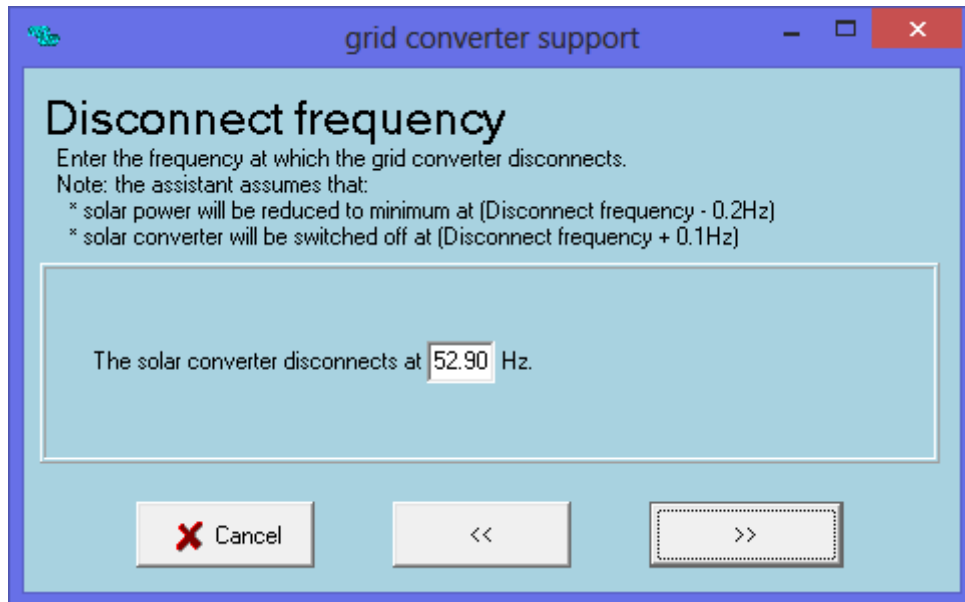 grid converter support
Disconnect frequency
Enter the frequency at which the grid converter disconnects.
Note: the assistant assumes that:
* solar power will be reduced to minimum at (Disconnect frequency - 0.2Hz)
* solar converter will be switched off at (Disconnect frequency + 0.1Hz)
The solar converter disconnects at 52.90 Hz.
Cancel << >>